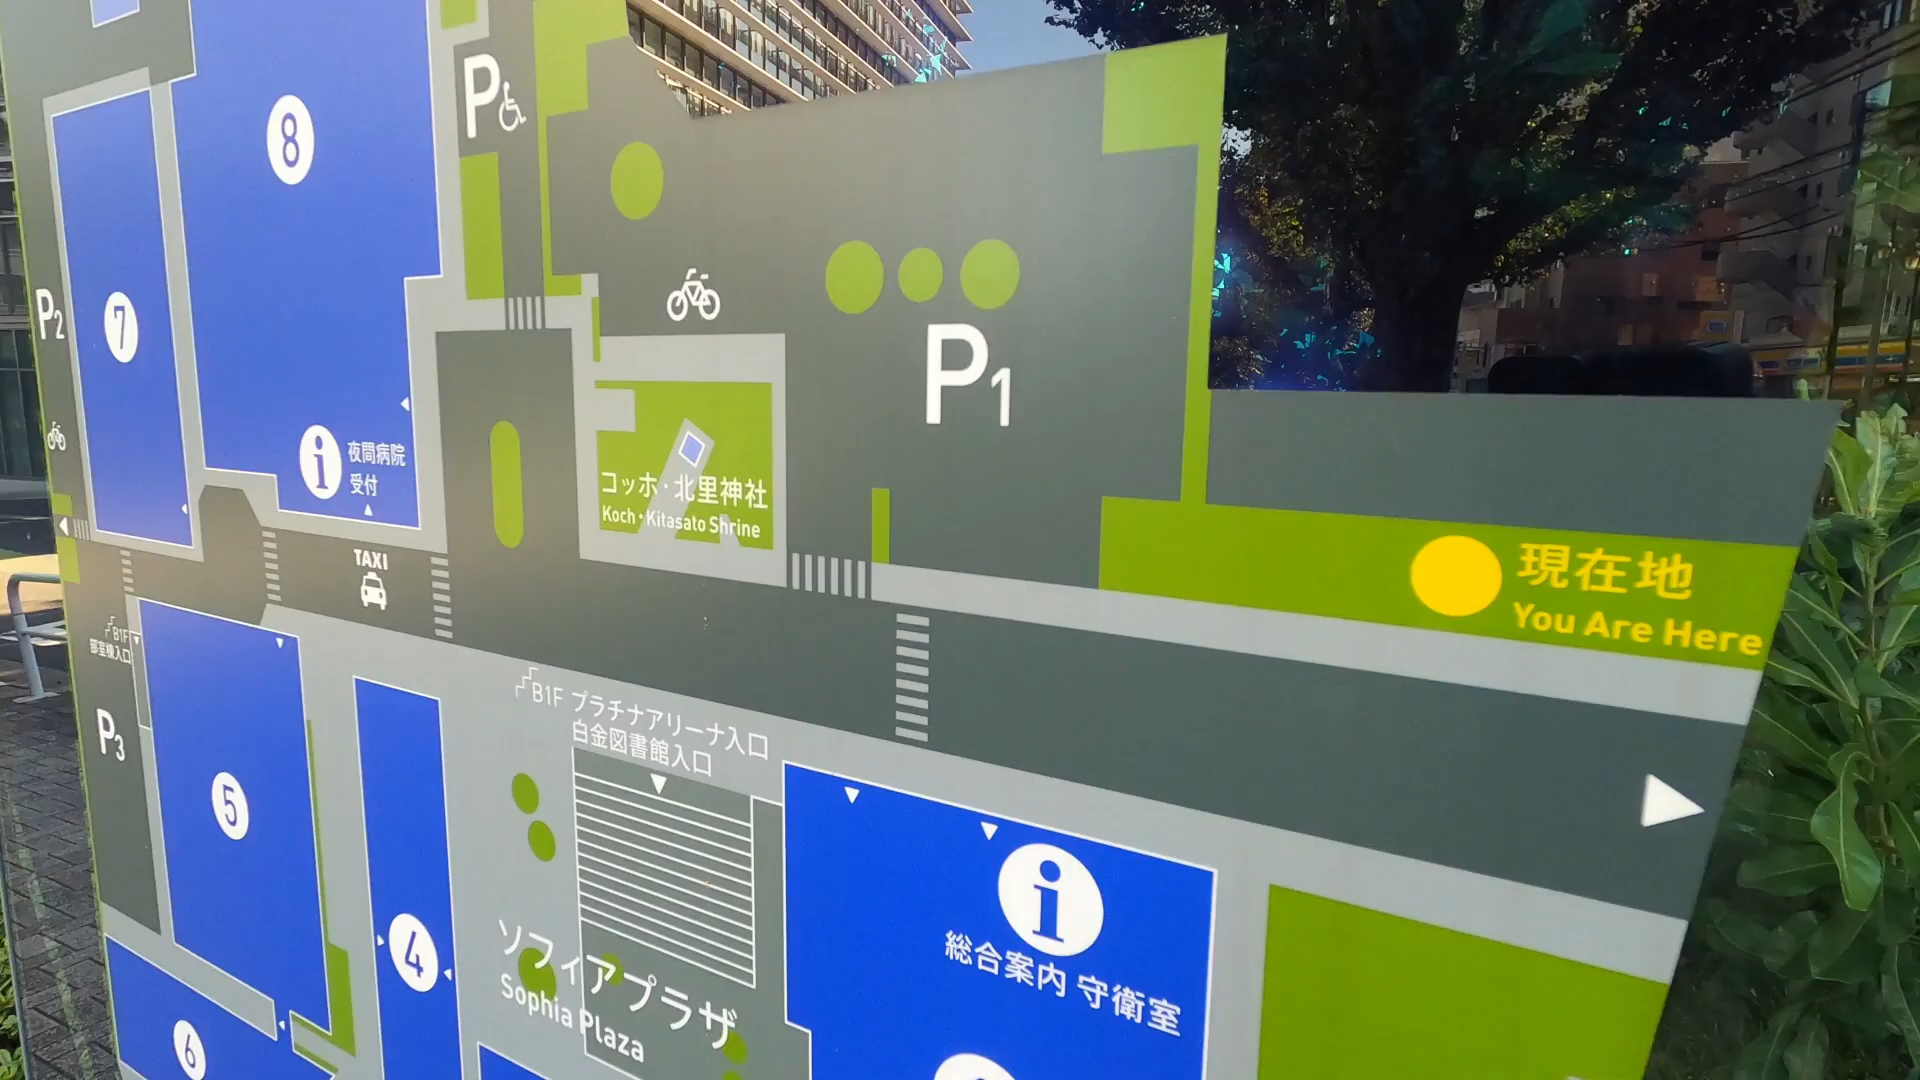 8
P
7
P2
P1
夜間病院
受付
コッホ・北里神社
Koch・Kitasato Shrine
現在地
You Are Here
TAXI
B1F
部室棟入口
B1F プラチナアリーナ入口
白金図書館入口
P3
5
4
6
総合案内 守衛室
ソフィアプラザ
Sophia Plaza